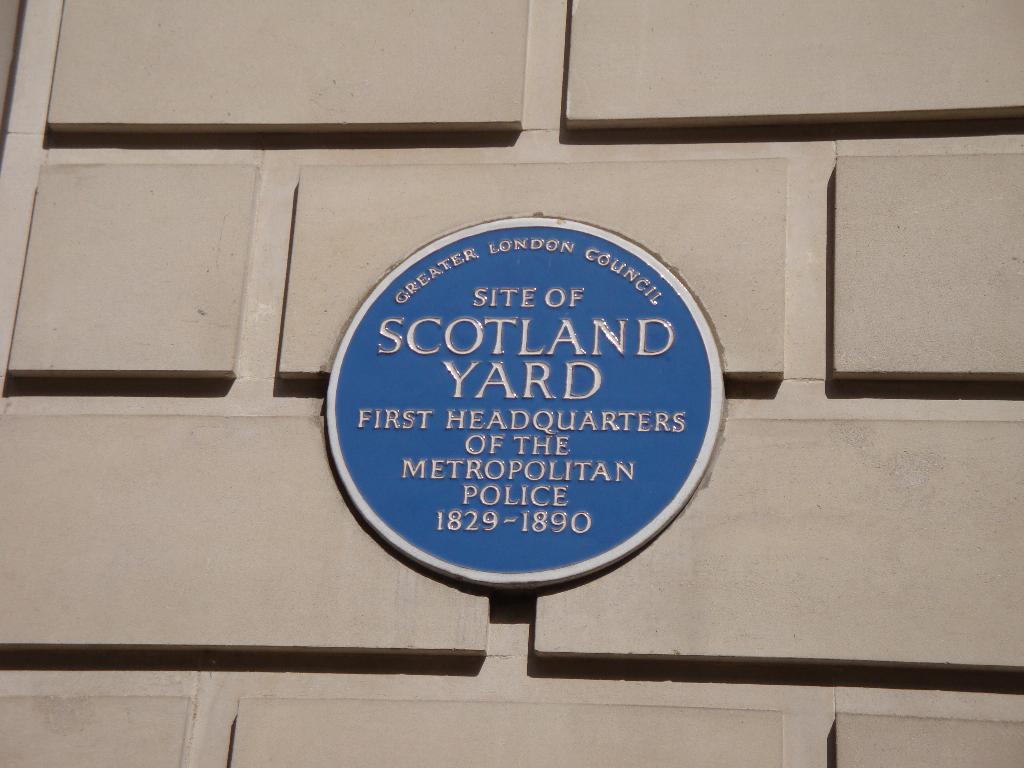 GREATER LONDON COUNCIL
SITE OF
SCOTLAND
YARD
FIRST HEADQUARTERS
OF THE
METROPOLITAN
POLICE
1829-1890